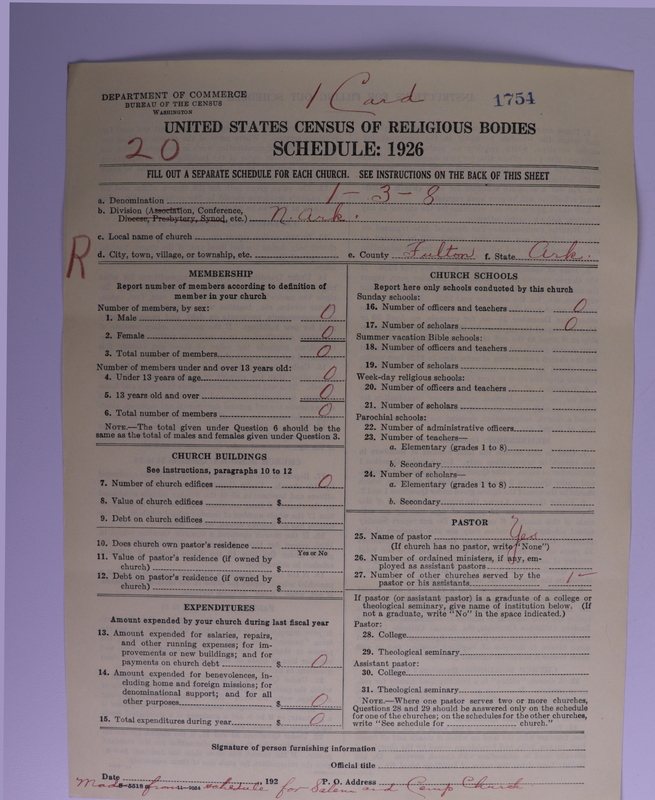 1 Card
1754
DEPARTMENT OF COMMERCE
BUREAU OF THE CENSUS
WASHINGTON
UNITED STATES CENSUS OF RELIGIOUS BODIES
20
SCHEDULE: 1926
FILL OUT A SEPARATE SCHEDULE FOR EACH CHURCH. SEE INSTRUCTIONS ON THE BACK OF THIS SHEET
a. Denomination 1-3-8
b. Division (Association, Conference,
Diocese, Presbytery, Synod, etc.) N. Ark.
c. Local name of church
R
d. City, town, village, or township, etc. e. County Fulton f. State Ark.
MEMBERSHIP
Report number of members according to definition of
member in your church
Number of members, by sex:
1. Male 0
2. Female 0
3. Total number of members 0
Number of members under and over 13 years old:
4. Under 13 years of age 0
5. 13 years old and over 0
6. Total number of members 0
NOTE.—The total given under Question 6 should be the
same as the total of males and females given under Question 3.
CHURCH BUILDINGS
See instructions, paragraphs 10 to 12
7. Number of church edifices 0
8. Value of church edifices $
9. Debt on church edifices $
10. Does church own pastor's residence
Yes or No
11. Value of pastor's residence (if owned by
church) $
12. Debt on pastor's residence (if owned by
church) $
EXPENDITURES
Amount expended by your church during last fiscal year
13. Amount expended for salaries, repairs,
and other running expenses; for im-
provements or new buildings; and for
payments on church debt $ 0
14. Amount expended for benevolences, in-
cluding home and foreign missions; for
denominational support; and for all
other purposes $ 0
15. Total expenditures during year $ 0
CHURCH SCHOOLS
Report here only schools conducted by this church
Sunday schools:
16. Number of officers and teachers 0
17. Number of scholars 0
Summer vacation Bible schools:
18. Number of officers and teachers
19. Number of scholars
Week-day religious schools:
20. Number of officers and teachers
21. Number of scholars
Parochial schools:
22. Number of administrative officers
23. Number of teachers—
a. Elementary (grades 1 to 8)
b. Secondary
24. Number of scholars—
a. Elementary (grades 1 to 8)
b. Secondary
PASTOR
25. Name of pastor Yes
(If church has no pastor, write "None")
26. Number of ordained ministers, if any, em-
ployed as assistant pastors
27. Number of other churches served by the
pastor or his assistants 1-
If pastor (or assistant pastor) is a graduate of a college or
theological seminary, give name of institution below. (If
not a graduate, write "No" in the space indicated.)
Pastor:
28. College
29. Theological seminary
Assistant pastor:
30. College
31. Theological seminary
NOTE.—Where one pastor serves two or more churches,
Questions 28 and 29 should be answered only on the schedule
for one of the churches; on the schedules for the other churches,
write "See schedule for church."
Signature of person furnishing information
Official title
Date , 192 P. O. Address
8-5518 11-9024
Made from schedule for Salem and Camp Church